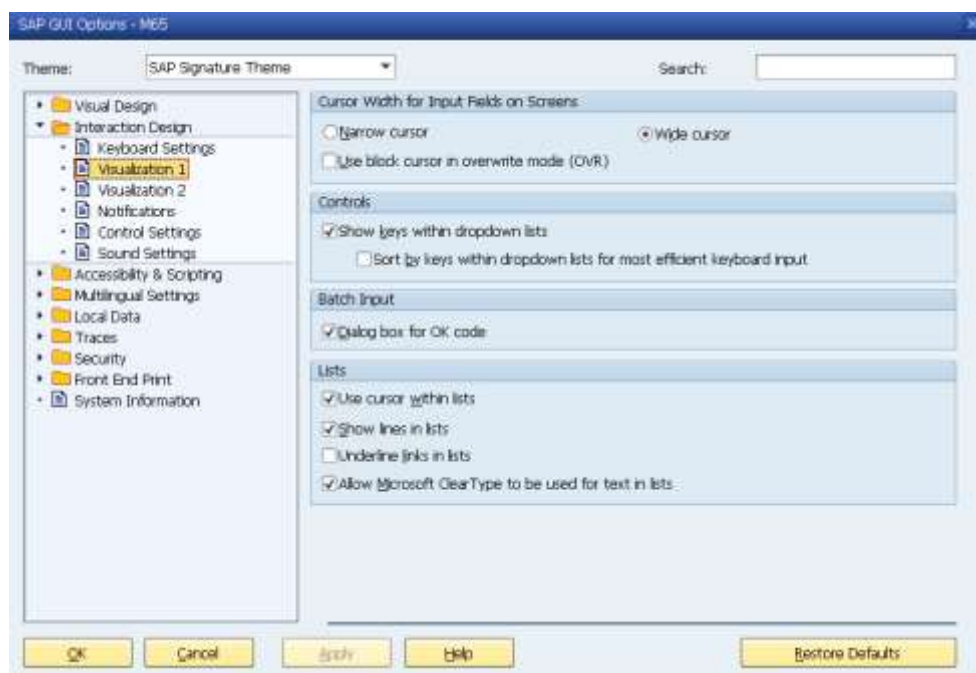 SAP GUI Options - M65
Theme: SAP Signature Theme Search:
Visual Design
Interaction Design
Keyboard Settings
Visualization 1
Visualization 2
Notifications
Control Settings
Sound Settings
Accessibility & Scripting
Multilingual Settings
Local Data
Traces
Security
Front End Print
System Information
Cursor Width for Input Fields on Screens
Narrow cursor Wide cursor
Use block cursor in overwrite mode (OVR)
Controls
Show keys within dropdown lists
Sort by keys within dropdown lists for most efficient keyboard input
Batch Input
Dialog box for OK code
Lists
Use cursor within lists
Show lines in lists
Underline links in lists
Allow Microsoft ClearType to be used for text in lists
OK Cancel Apply Help Restore Defaults